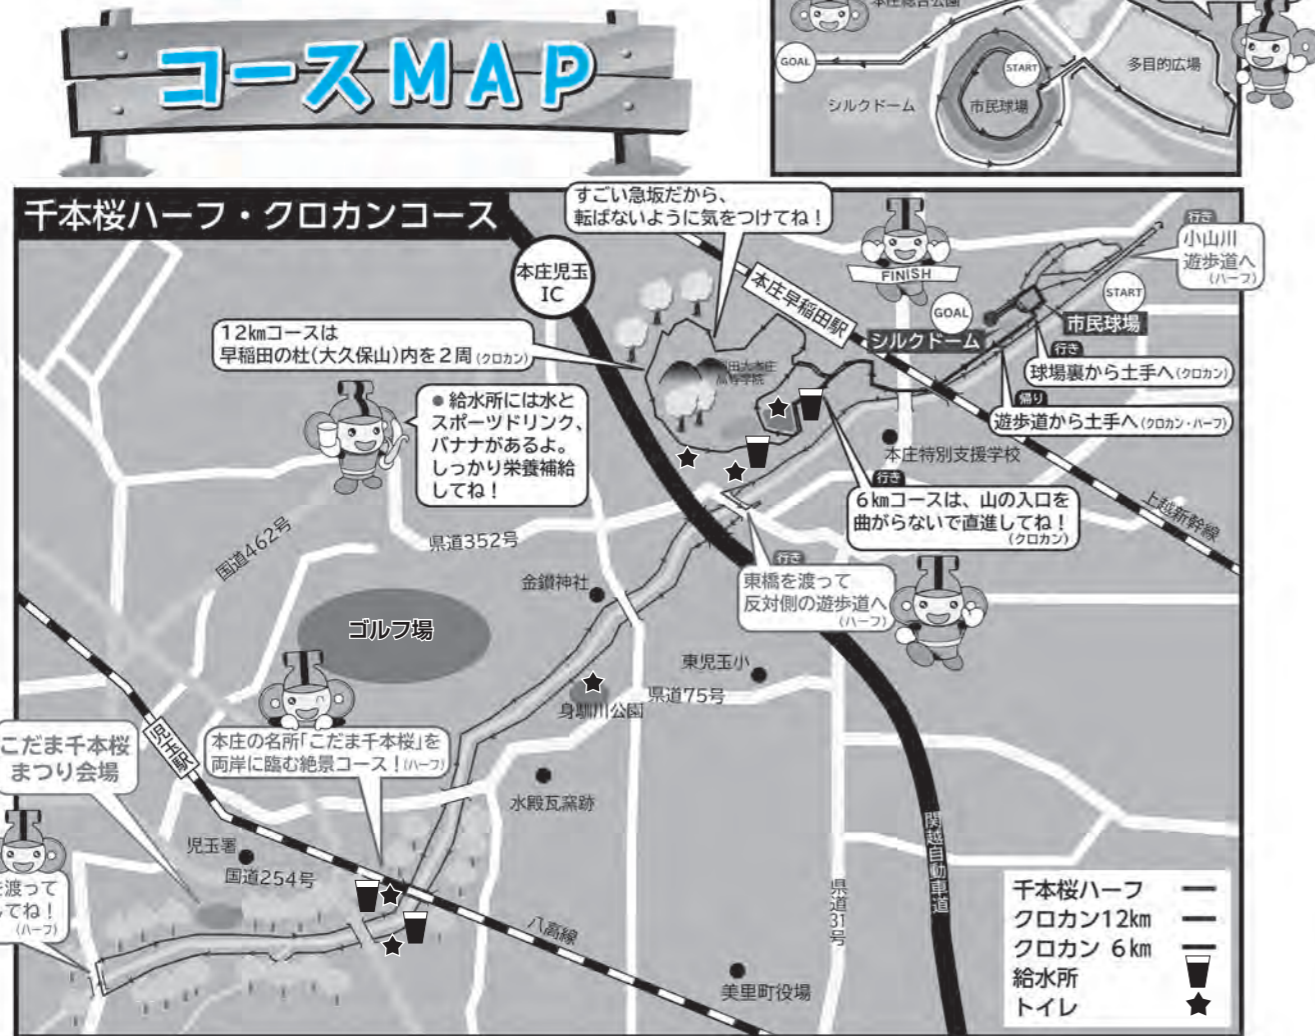 コースMAP
GOAL
START
シルクドーム
市民球場
多目的広場
千本桜ハーフ・クロカンコース
すごい急坂だから、
転ばないように気をつけてね!
本庄児玉
IC
本庄早稲田駅
FINISH
GOAL
シルクドーム
START
市民球場
行き
小山川
遊歩道へ
(ハーフ)
行き
球場裏から土手へ(クロカン)
帰り
遊歩道から土手へ(クロカン・ハーフ)
12kmコースは
早稲田の杜(大久保山)内を2周(クロカン)
高等学院
● 給水所には水と
スポーツドリンク、
バナナがあるよ。
しっかり栄養補給
してね!
本庄特別支援学校
行き
6kmコースは、山の入口を
曲がらないで直進してね!
(クロカン)
上越新幹線
国道462号
県道352号
行き
東橋を渡って
反対側の遊歩道へ
(ハーフ)
金鑚神社
ゴルフ場
東児玉小
県道75号
身馴川公園
こだま千本桜
まつり会場
児玉駅
本庄の名所「こだま千本桜」を
両岸に臨む絶景コース!(ハーフ)
水殿瓦窯跡
児玉署
国道254号
渡って
してね!
(ハーフ)
八高線
美里町役場
県道31号
関越自動車道
千本桜ハーフ
クロカン12km
クロカン 6km
給水所
トイレ